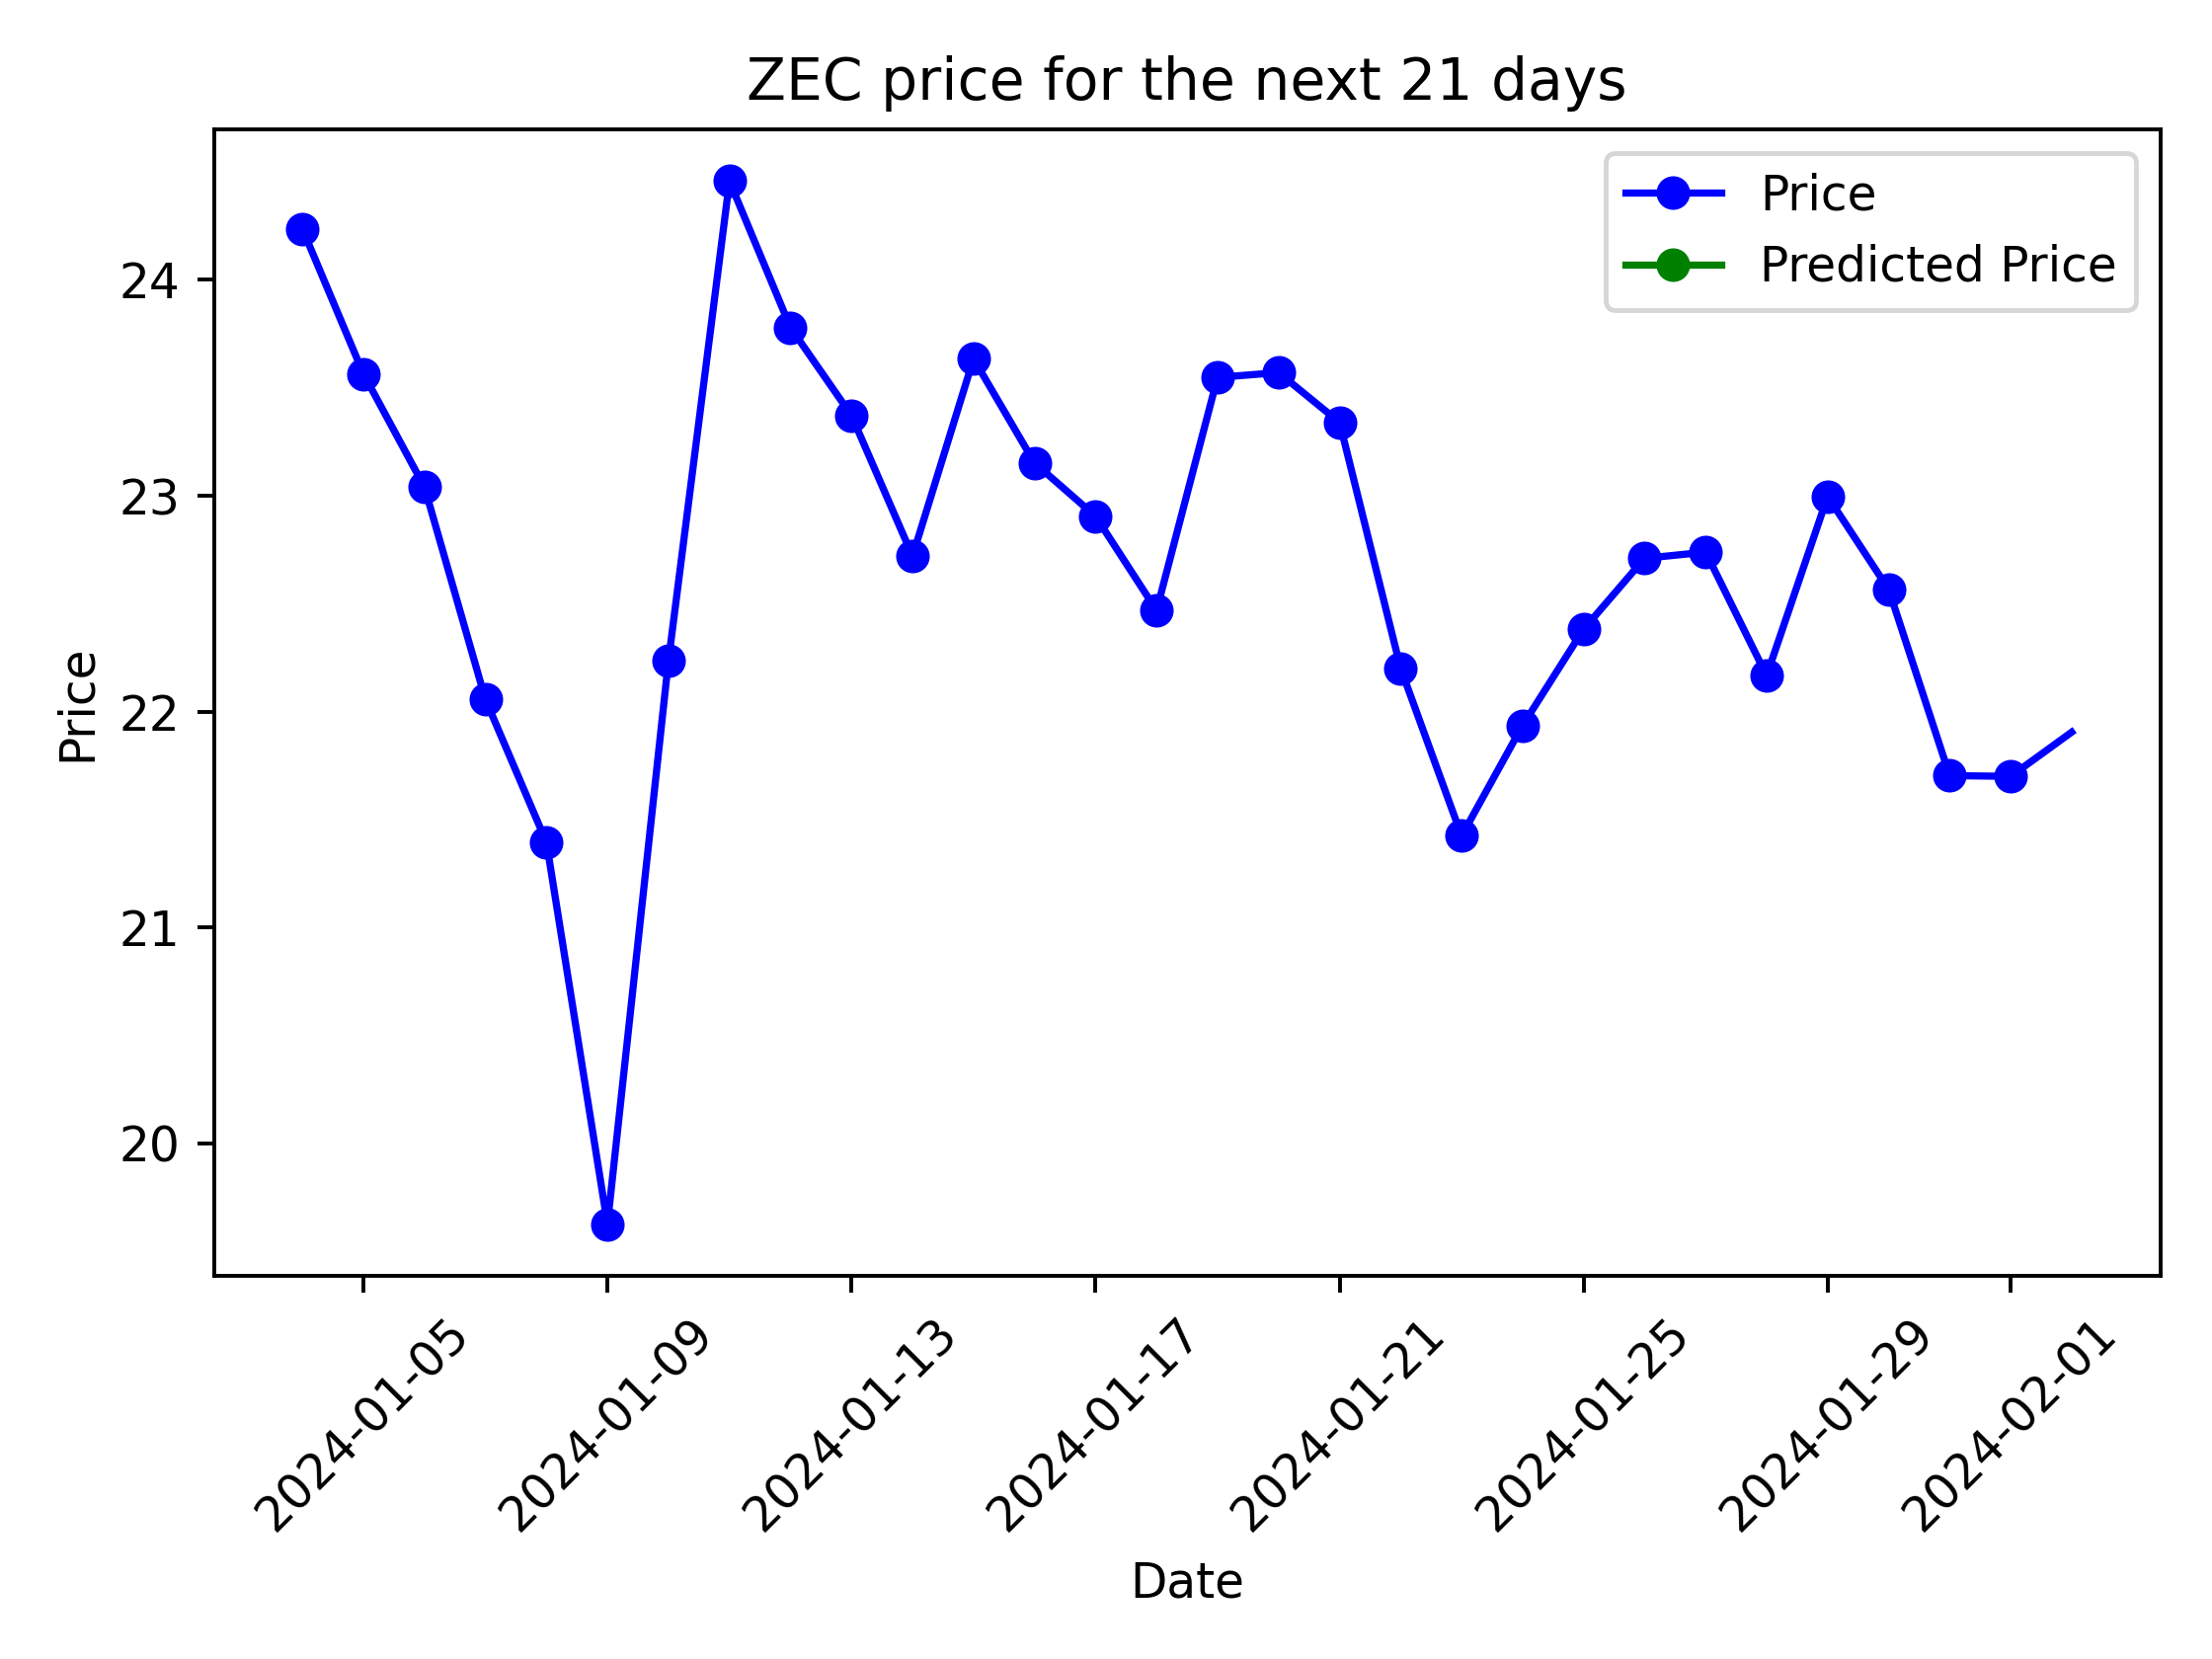 ZEC price for the next 21 days
Price
Predicted Price
24
23
22
21
20
Price
2024-01-05
2024-01-09
2024-01-13
2024-01-17
2024-01-21
2024-01-25
2024-01-29
2024-02-01
Date